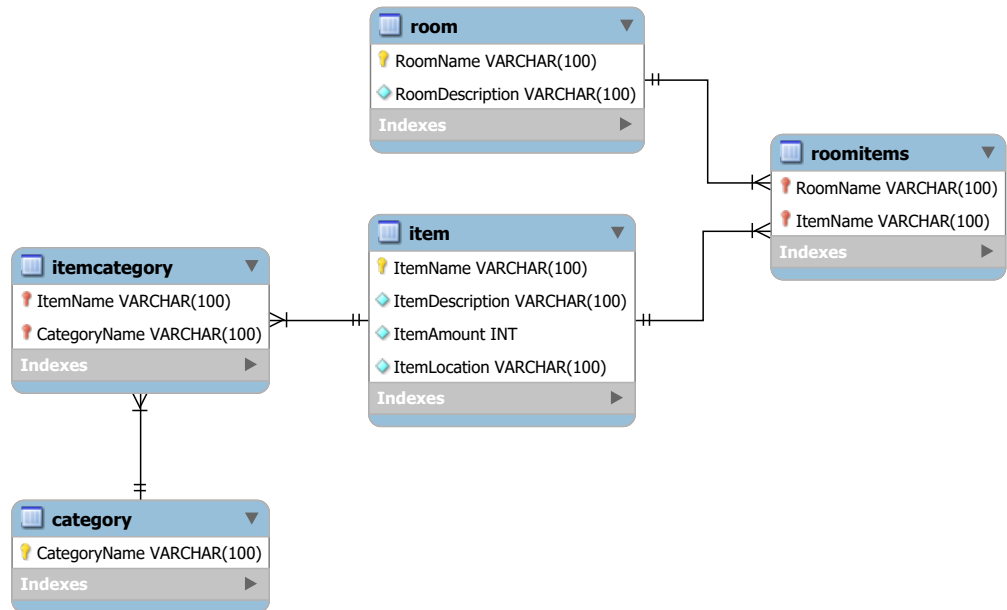 room
RoomName VARCHAR(100)
RoomDescription VARCHAR(100)
Indexes
roomitems
RoomName VARCHAR(100)
ItemName VARCHAR(100)
Indexes
item
ItemName VARCHAR(100)
ItemDescription VARCHAR(100)
ItemAmount INT
ItemLocation VARCHAR(100)
Indexes
itemcategory
ItemName VARCHAR(100)
CategoryName VARCHAR(100)
Indexes
category
CategoryName VARCHAR(100)
Indexes